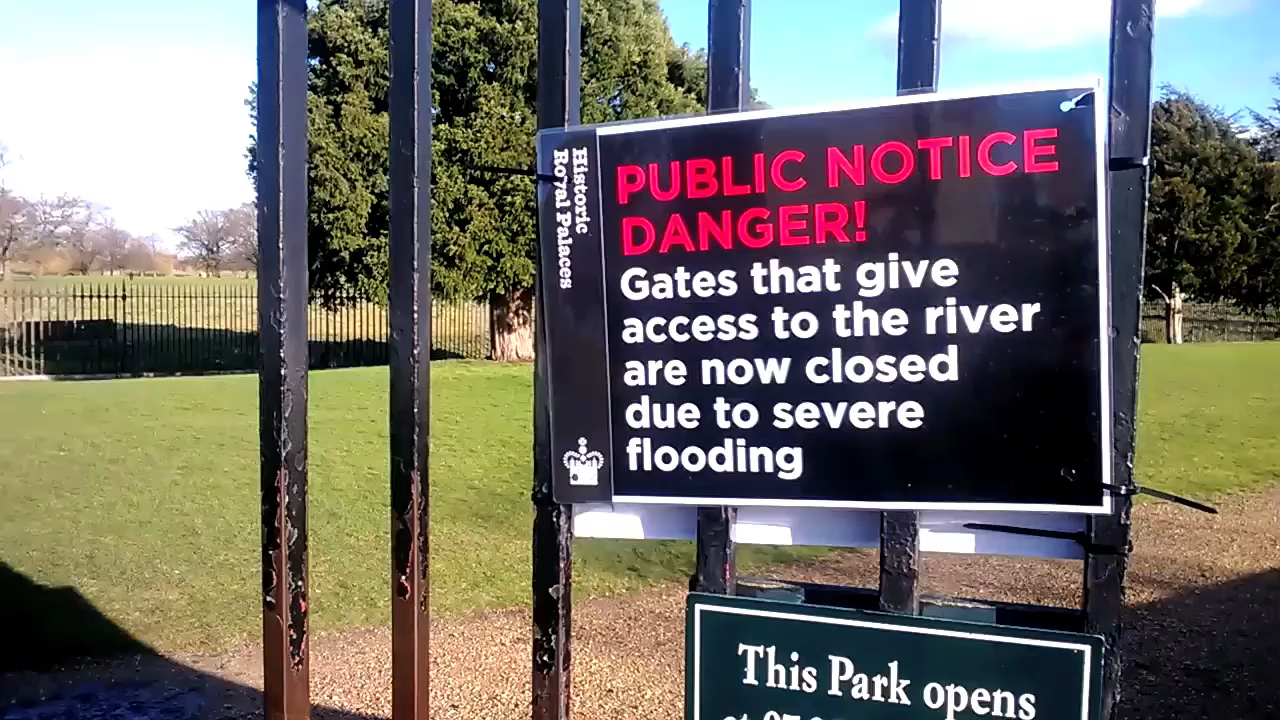 Historic
Royal Palaces
PUBLIC NOTICE
DANGER!
Gates that give
access to the river
are now closed
due to severe
flooding
This Park opens